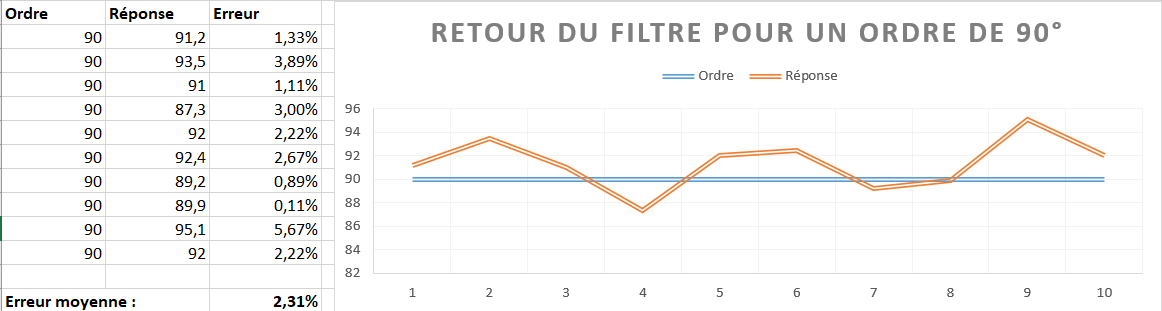 Ordre Réponse Erreur
90 91,2 1,33%
90 93,5 3,89%
90 91 1,11%
90 87,3 3,00%
90 92 2,22%
90 92,4 2,67%
90 89,2 0,89%
90 89,9 0,11%
90 95,1 5,67%
90 92 2,22%
Erreur moyenne : 2,31%
RETOUR DU FILTRE POUR UN ORDRE DE 90°
Ordre Réponse
96
94
92
90
88
86
84
82
1 2 3 4 5 6 7 8 9 10